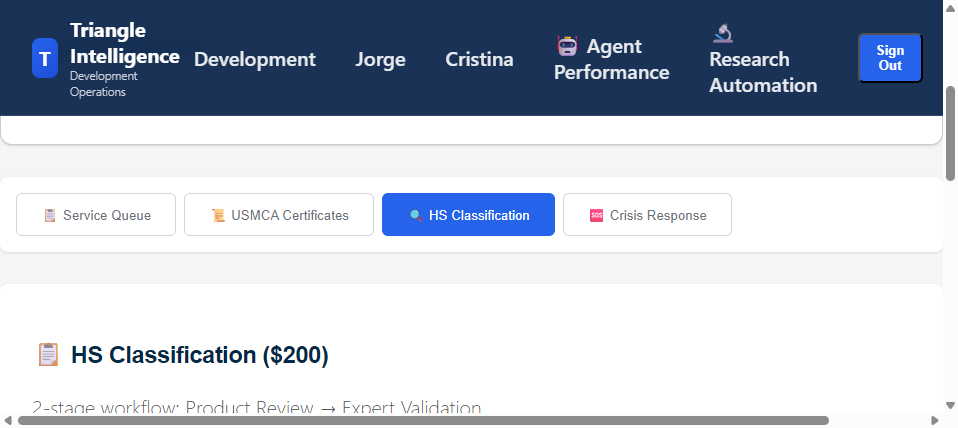 T
Triangle
Intelligence
Development
Operations
Development
Jorge
Cristina
Agent
Performance
Research
Automation
Sign
Out
Service Queue
USMCA Certificates
HS Classification
SOS Crisis Response
HS Classification ($200)
2-stage workflow: Product Review → Expert Validation